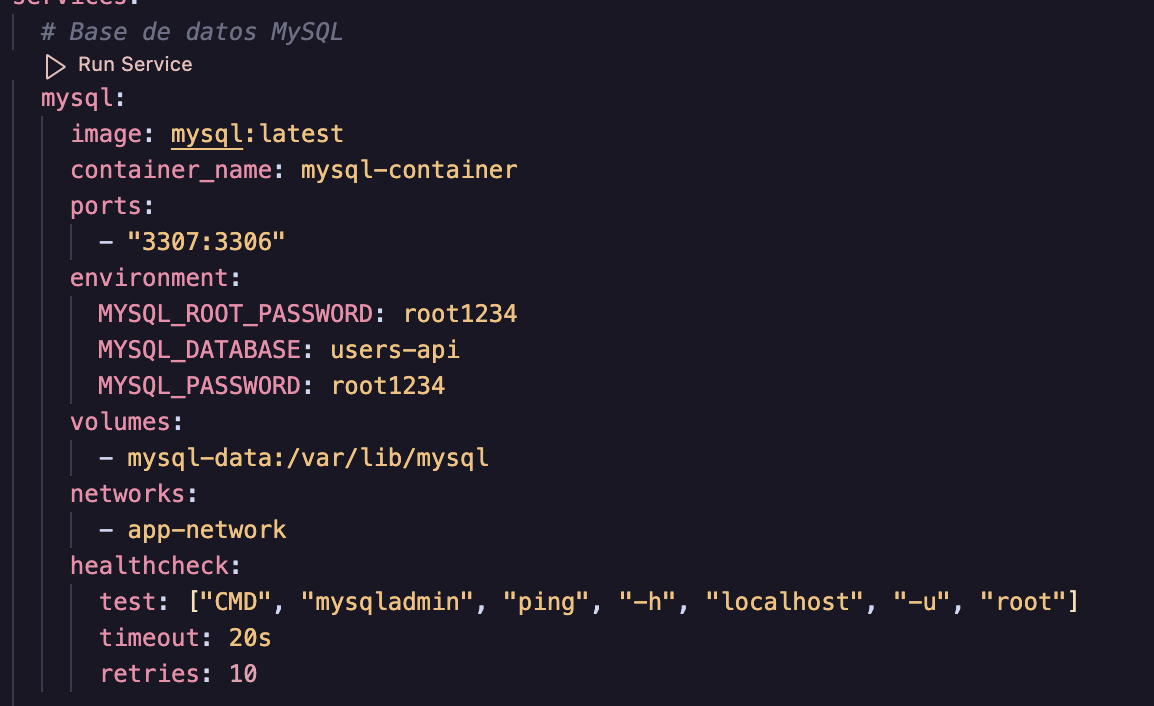 services:
# Base de datos MySQL
Run Service
mysql:
image: mysql:latest
container_name: mysql-container
ports:
- "3307:3306"
environment:
MYSQL_ROOT_PASSWORD: root1234
MYSQL_DATABASE: users-api
MYSQL_PASSWORD: root1234
volumes:
- mysql-data:/var/lib/mysql
networks:
- app-network
healthcheck:
test: ["CMD", "mysqladmin", "ping", "-h", "localhost", "-u", "root"]
timeout: 20s
retries: 10